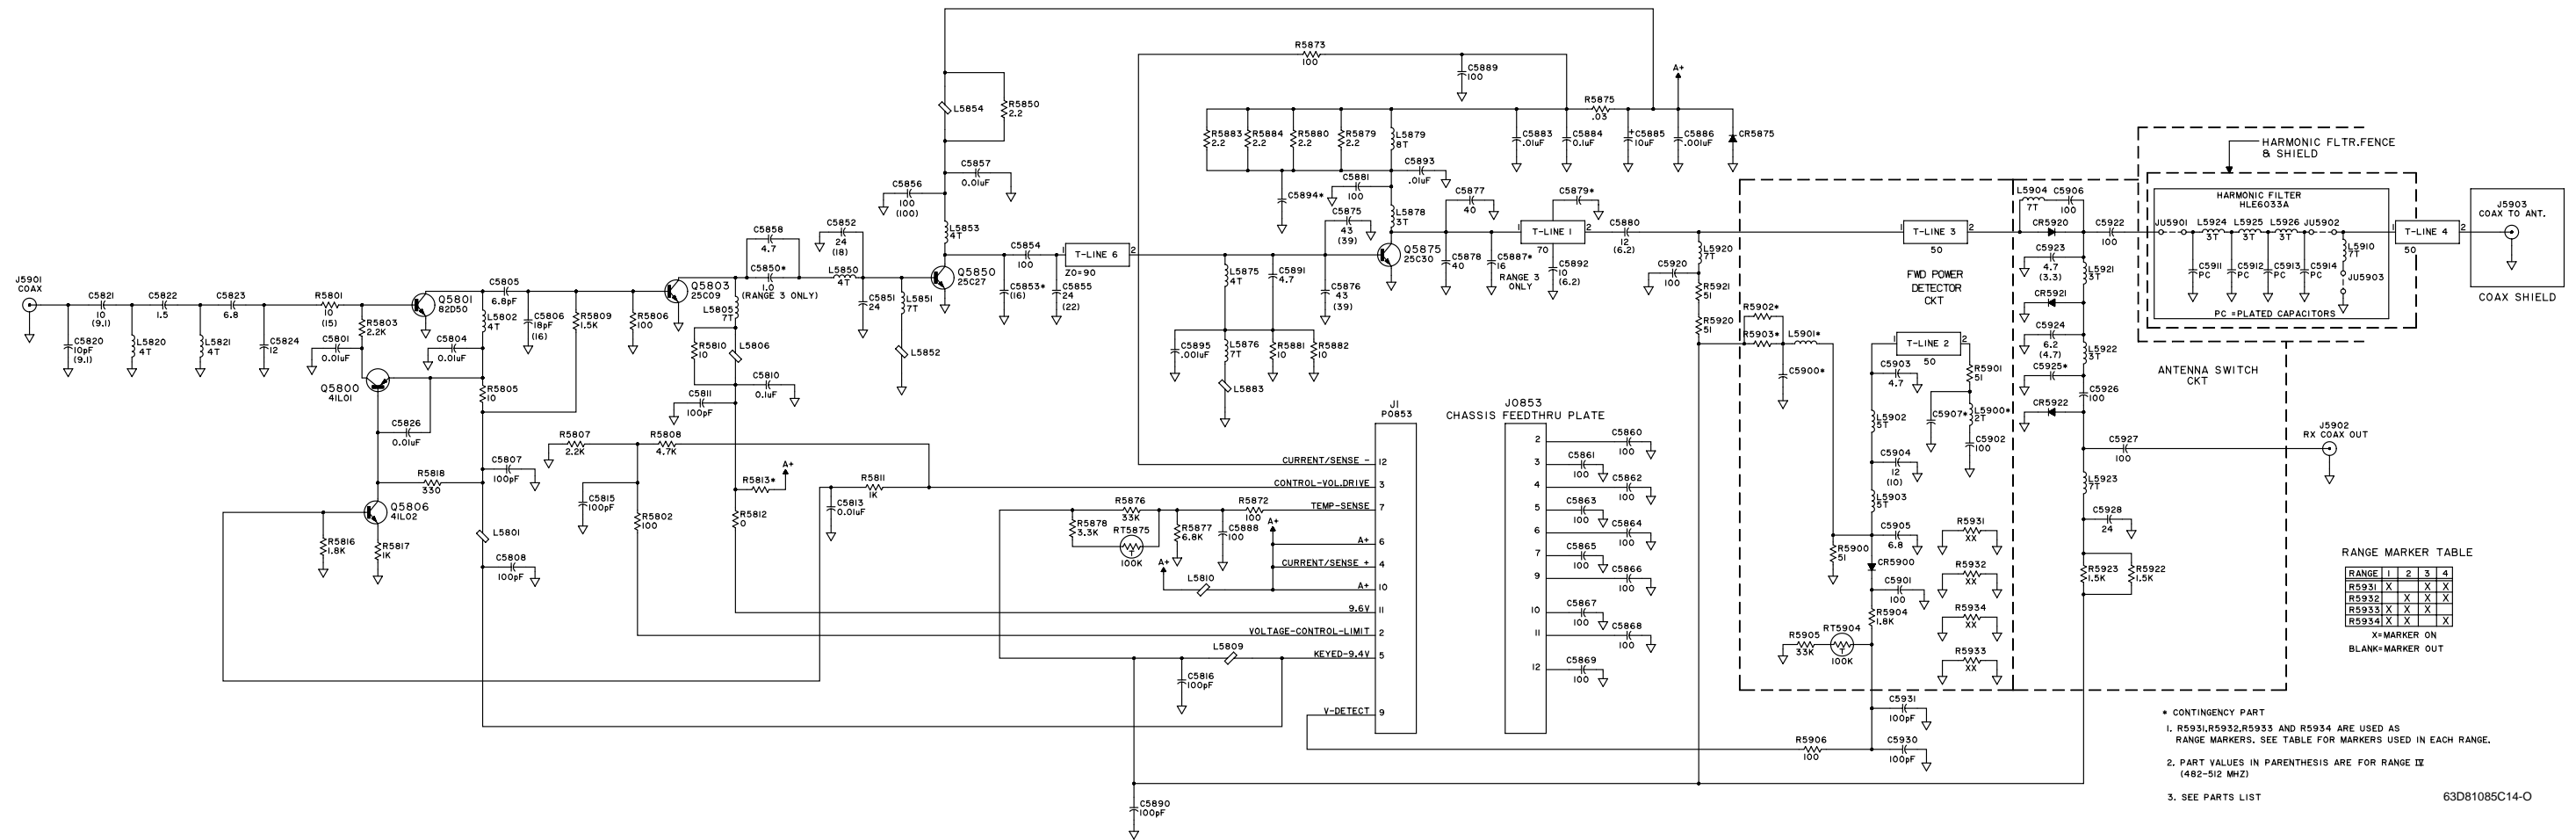 R5873
100
C5889
100
A+
L5854
R5850
2.2
R5883
2.2
R5884
2.2
R5880
2.2
R5879
2.2
L5879
8T
C5883
.01uF
C5884
0.1uF
R5875
.03
+
C5885
10uF
C5886
.001uF
CR5875
HARMONIC FLTR.FENCE
& SHIELD
C5857
0.01uF
C5856
100
(100)
C5894*
C5881
100
C5893
.01uF
L5878
3T
C5877
40
C5879*
C5875
43
(39)
Q5875
25C30
C5878
40
C5887*
16
RANGE 3
ONLY
1
T-LINE 1
2
70
C5892
10
(6.2)
C5880
12
(6.2)
L5920
7T
1
T-LINE 3
2
50
FWD POWER
DETECTOR
CKT
L5904
7T
C5906
100
CR5920
C5922
100
HARMONIC FILTER
HLE6033A
JU5901
L5924
3T
L5925
3T
L5926
3T
JU5902
C5911
PC
C5912
PC
C5913
PC
C5914
PC
L5910
7T
JU5903
PC =PLATED CAPACITORS
1
T-LINE 4
2
50
J5903
COAX TO ANT.
COAX SHIELD
J5901
COAX
C5820
10pF
(9.1)
C5821
10
(9.1)
L5820
4T
C5822
1.5
L5821
4T
C5823
6.8
C5824
12
R5801
10
(15)
R5803
2.2K
C5801
0.01uF
Q5801
82D50
C5804
0.01uF
L5802
4T
C5805
6.8pF
C5806
18pF
(16)
R5809
1.5K
R5806
100
Q5803
25C09
C5858
4.7
C5850*
1.0
(RANGE 3 ONLY)
L5805
7T
L5850
4T
C5852
24
(18)
C5851
24
L5851
7T
L5852
Q5850
25C27
L5853
4T
C5853*
(16)
C5854
100
C5855
24
(22)
1
T-LINE 6
2
ZO=90
L5875
4T
C5891
4.7
C5876
43
(39)
C5895
.001uF
L5876
7T
R5881
10
R5882
10
L5883
Q5800
41L01
R5805
10
C5826
0.01uF
R5810
10
L5806
C5810
0.1uF
C5811
100pF
C5920
100
R5921
51
R5920
51
R5902*
R5903*
L5901*
C5900*
1
T-LINE 2
2
50
C5903
4.7
R5901
51
L5902
5T
C5907*
L5900*
2T
C5902
100
C5904
12
(10)
L5903
5T
C5905
6.8
R5900
51
CR5900
C5901
100
R5904
1.8K
R5905
33K
RT5904
T
100K
R5931
XX
R5932
XX
R5934
XX
R5933
XX
C5923
4.7
(3.3)
L5921
3T
CR5921
C5924
6.2
(4.7)
L5922
3T
C5925*
C5926
100
CR5922
ANTENNA SWITCH
CKT
C5927
100
J5902
RX COAX OUT
L5923
7T
C5928
24
R5923
1.5K
R5922
1.5K
R5818
330
C5807
100pF
R5807
2.2K
R5808
4.7K
R5813*
A+
R5812
0
C5815
100pF
R5802
100
C5813
0.01uF
R5811
1K
Q5806
41L02
R5816
1.8K
R5817
1K
L5801
C5808
100pF
R5878
3.3K
R5876
33K
RT5875
T
100K
R5877
6.8K
C5888
100
R5872
100
A+
A+
L5810
L5809
C5816
100pF
C5890
100pF
J1
P0853
CURRENT/SENSE - 12
CONTROL-VOL.DRIVE 3
TEMP-SENSE 7
A+ 6
CURRENT/SENSE + 4
A+ 10
9.6V 11
VOLTAGE-CONTROL-LIMIT 2
KEYED-9.4V 5
V-DETECT 9
J0853
CHASSIS FEEDTHRU PLATE
2 C5860 100
3 C5861 100
4 C5862 100
5 C5863 100
6 C5864 100
7 C5865 100
9 C5866 100
10 C5867 100
11 C5868 100
12 C5869 100
R5906
100
C5931
100pF
C5930
100pF
RANGE MARKER TABLE
RANGE 1 2 3 4
R5931 X X X
R5932 X X X
R5933 X X X
R5934 X X X
X=MARKER ON
BLANK=MARKER OUT
* CONTINGENCY PART
1. R5931,R5932,R5933 AND R5934 ARE USED AS
RANGE MARKERS. SEE TABLE FOR MARKERS USED IN EACH RANGE.
2. PART VALUES IN PARENTHESIS ARE FOR RANGE IV
(482-512 MHZ)
3. SEE PARTS LIST
63D81085C14-O